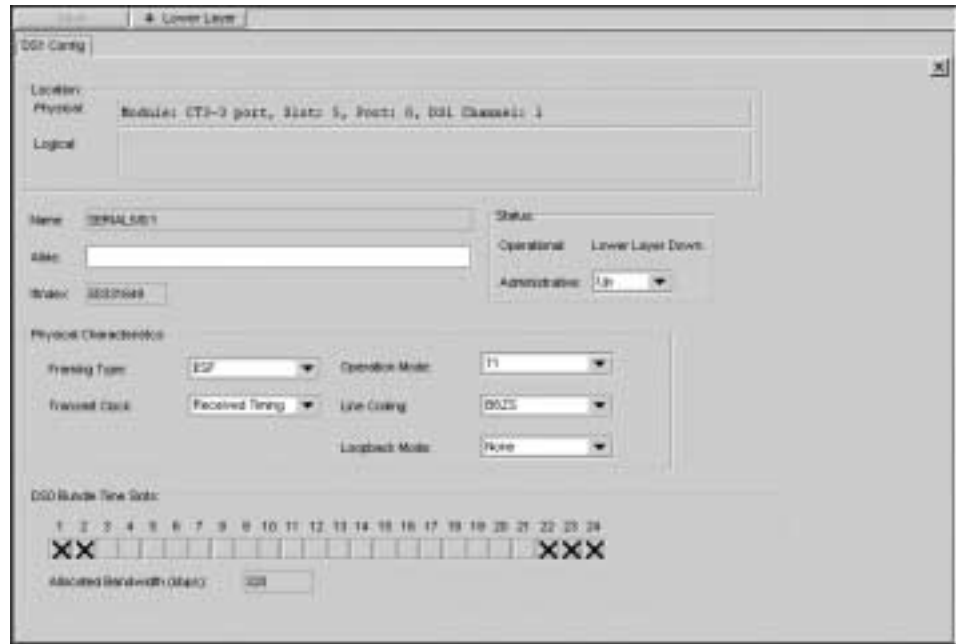 Lower Layer
DS1 Config
Location:
Physical: Module: CT3-3 port, Slot: 5, Port: 0, DS1 Channel: 1
Logical:
Name:
Status:
Operational: Lower Layer Down
Alias:
Administrative: Up
IfIndex:
Physical Characteristics
Framing Type: ESF Operation Mode: T1
Transmit Clock: Received Timing Line Coding: B8ZS
Loopback Mode: None
DS0 Bundle Time Slots:
1 2 3 4 5 6 7 8 9 10 11 12 13 14 15 16 17 18 19 20 21 22 23 24
Allocated Bandwidth (kbps): 320